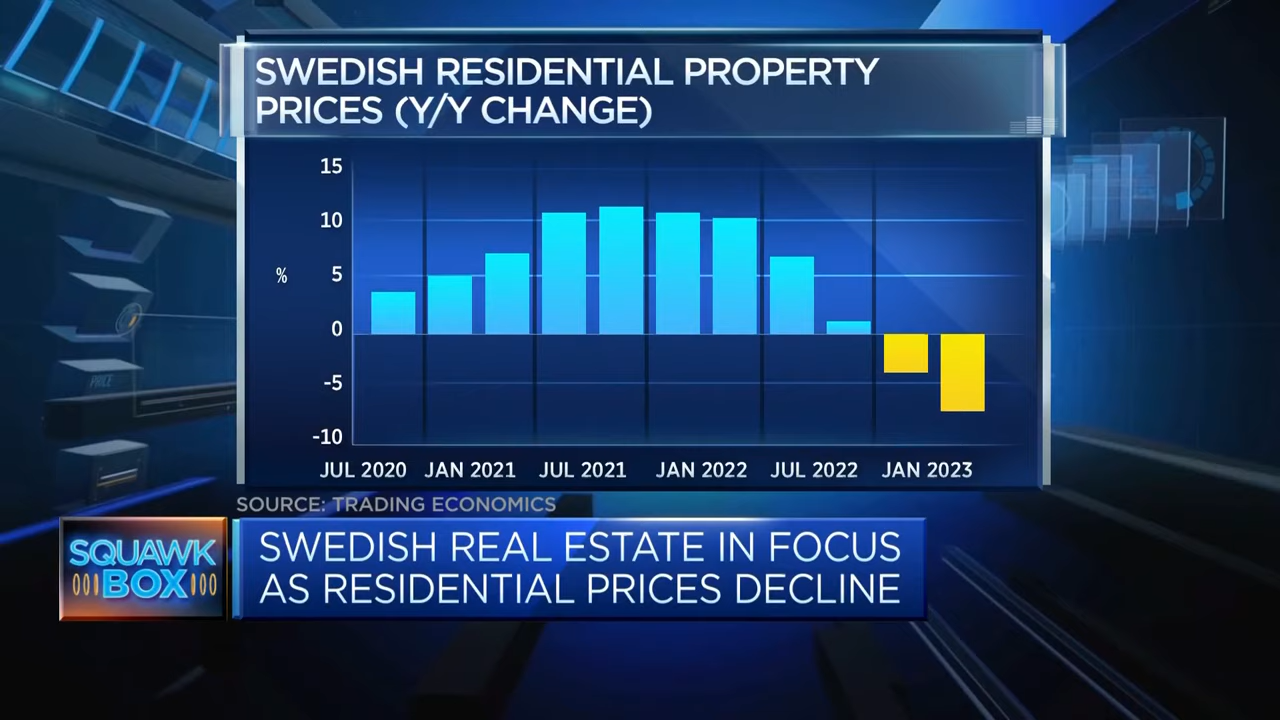 SWEDISH RESIDENTIAL PROPERTY
PRICES (Y/Y CHANGE)
15
10
%
5
0
-5
-10
JUL 2020 JAN 2021 JUL 2021 JAN 2022 JUL 2022 JAN 2023
SOURCE: TRADING ECONOMICS
SQUAWK
BOX
SWEDISH REAL ESTATE IN FOCUS
AS RESIDENTIAL PRICES DECLINE
PRICE